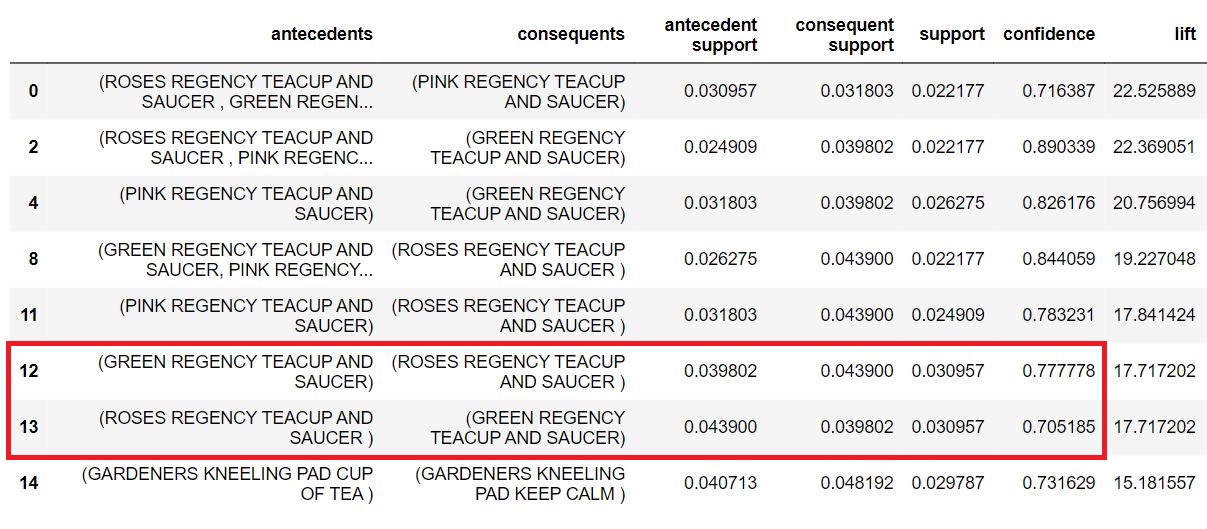 antecedents consequents antecedent support consequent support support confidence lift
0 (ROSES REGENCY TEACUP AND SAUCER , GREEN REGEN... (PINK REGENCY TEACUP AND SAUCER) 0.030957 0.031803 0.022177 0.716387 22.525889
2 (ROSES REGENCY TEACUP AND SAUCER , PINK REGENC... (GREEN REGENCY TEACUP AND SAUCER) 0.024909 0.039802 0.022177 0.890339 22.369051
4 (PINK REGENCY TEACUP AND SAUCER) (GREEN REGENCY TEACUP AND SAUCER) 0.031803 0.039802 0.026275 0.826176 20.756994
8 (GREEN REGENCY TEACUP AND SAUCER, PINK REGENCY... (ROSES REGENCY TEACUP AND SAUCER ) 0.026275 0.043900 0.022177 0.844059 19.227048
11 (PINK REGENCY TEACUP AND SAUCER) (ROSES REGENCY TEACUP AND SAUCER ) 0.031803 0.043900 0.024909 0.783231 17.841424
12 (GREEN REGENCY TEACUP AND SAUCER) (ROSES REGENCY TEACUP AND SAUCER ) 0.039802 0.043900 0.030957 0.777778 17.717202
13 (ROSES REGENCY TEACUP AND SAUCER ) (GREEN REGENCY TEACUP AND SAUCER) 0.043900 0.039802 0.030957 0.705185 17.717202
14 (GARDENERS KNEELING PAD CUP OF TEA ) (GARDENERS KNEELING PAD KEEP CALM ) 0.040713 0.048192 0.029787 0.731629 15.181557